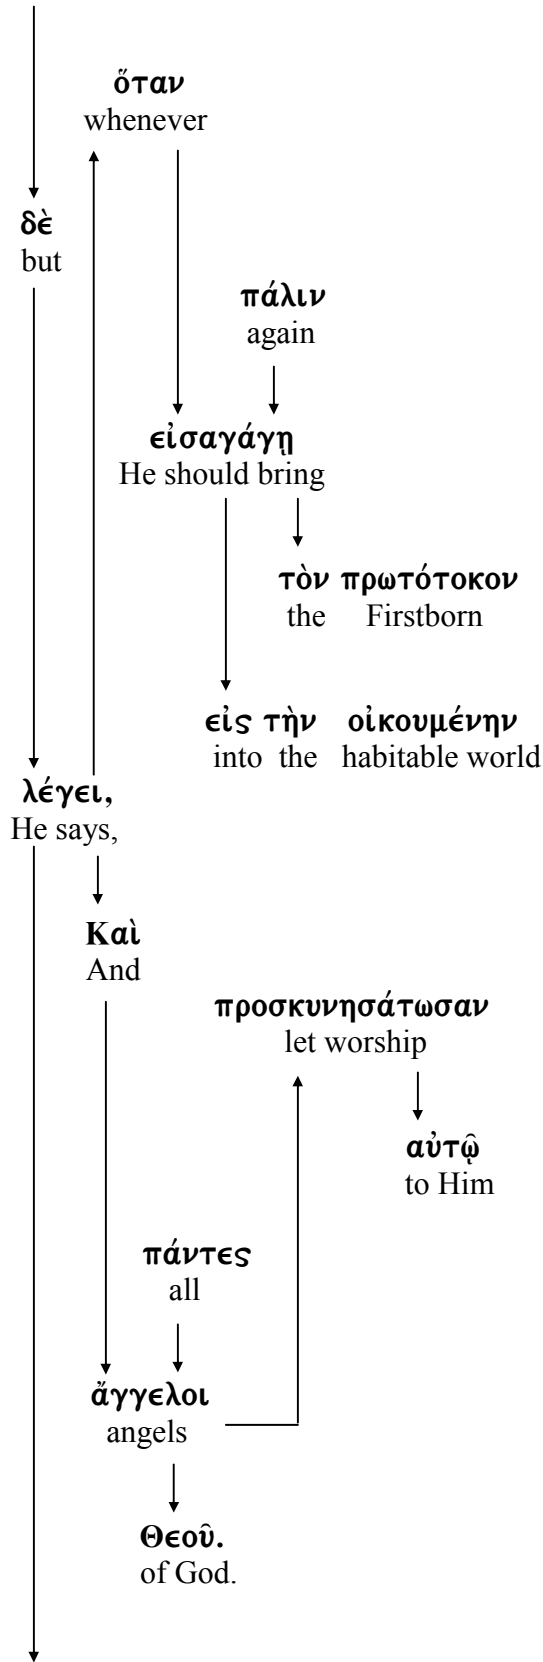 ὅταν
whenever
δὲ
but
πάλιν
again
εἰσαγάγῃ
He should bring
τὸν πρωτότοκον
the Firstborn
εἰς τὴν οἰκουμένην
into the habitable world
λέγει,
He says,
Καὶ
And
προσκυνησάτωσαν
let worship
αὐτῷ
to Him
πάντες
all
ἄγγελοι
angels
Θεοῦ.
of God.